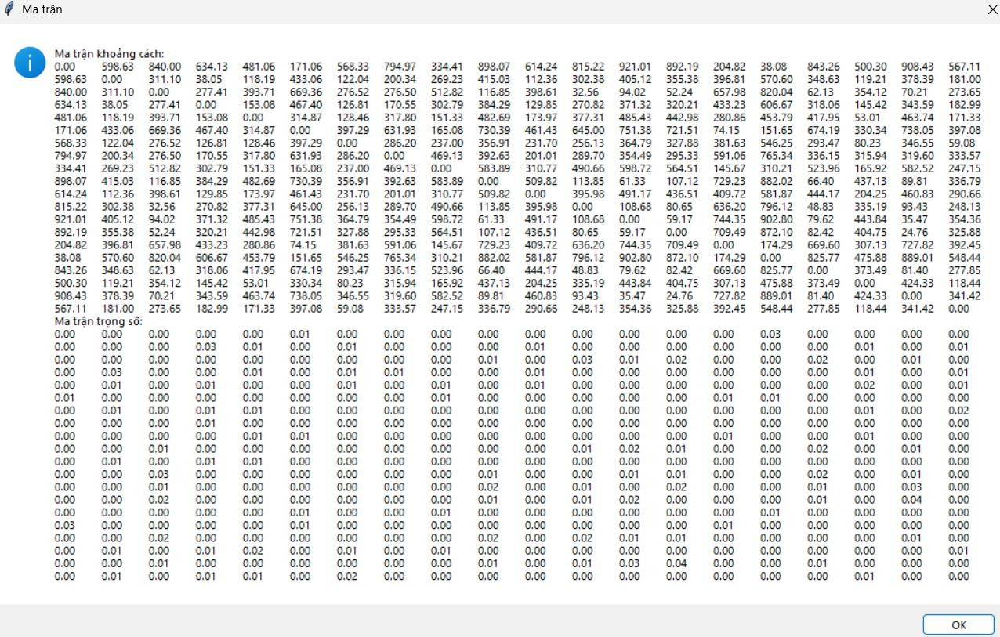 Ma trận
Ma trận khoảng cách:
0.00 598.63 840.00 634.13 481.06 171.06 568.33 794.97 334.41 898.07 614.24 815.22 921.01 892.19 204.82 38.08 843.26 500.30 908.43 567.11
598.63 0.00 311.10 38.05 118.19 433.06 122.04 200.34 269.23 415.03 112.36 302.38 405.12 355.38 396.81 570.60 348.63 119.21 378.39 181.00
840.00 311.10 0.00 277.41 393.71 669.36 276.52 276.50 512.82 116.85 398.61 32.56 94.02 52.24 657.98 820.04 62.13 354.12 70.21 273.65
634.13 38.05 277.41 0.00 153.08 467.40 126.81 170.55 302.79 384.29 129.85 270.82 371.32 320.21 433.23 606.67 318.06 145.42 343.59 182.99
481.06 118.19 393.71 153.08 0.00 314.87 128.46 317.80 151.33 482.69 173.97 377.31 485.43 442.98 280.86 453.79 417.95 53.01 463.74 171.33
171.06 433.06 669.36 467.40 314.87 0.00 397.29 631.93 165.08 730.39 461.43 645.00 751.38 721.51 74.15 151.65 674.19 330.34 738.05 397.08
568.33 122.04 276.52 126.81 128.46 397.29 0.00 286.20 237.00 356.91 231.70 256.13 364.79 327.88 381.63 546.25 293.47 80.23 346.55 59.08
794.97 200.34 276.50 170.55 317.80 631.93 286.20 0.00 469.13 392.63 201.01 289.70 354.49 295.33 591.06 765.34 336.15 315.94 319.60 333.57
334.41 269.23 512.82 302.79 151.33 165.08 237.00 469.13 0.00 583.89 310.77 490.66 598.72 564.51 145.67 310.21 523.96 165.92 582.52 247.15
898.07 415.03 116.85 384.29 482.69 730.39 356.91 392.63 583.89 0.00 509.82 113.85 61.33 107.12 729.23 882.02 66.40 437.13 89.81 336.79
614.24 112.36 398.61 129.85 173.97 461.43 231.70 201.01 310.77 509.82 0.00 395.98 491.17 436.51 409.72 581.87 444.17 204.25 460.83 290.66
815.22 302.38 32.56 270.82 377.31 645.00 256.13 289.70 490.66 113.85 395.98 0.00 108.68 80.65 636.20 796.12 48.83 335.19 93.43 248.13
921.01 405.12 94.02 371.32 485.43 751.38 364.79 354.49 598.72 61.33 491.17 108.68 0.00 59.17 744.35 902.80 79.62 443.84 35.47 354.36
892.19 355.38 52.24 320.21 442.98 721.51 327.88 295.33 564.51 107.12 436.51 80.65 59.17 0.00 709.49 872.10 82.42 404.75 24.76 325.88
204.82 396.81 657.98 433.23 280.86 74.15 381.63 591.06 145.67 729.23 409.72 636.20 744.35 709.49 0.00 174.29 669.60 307.13 727.82 392.45
38.08 570.60 820.04 606.67 453.79 151.65 546.25 765.34 310.21 882.02 581.87 796.12 902.80 872.10 174.29 0.00 825.77 475.88 889.01 548.44
843.26 348.63 62.13 318.06 417.95 674.19 293.47 336.15 523.96 66.40 444.17 48.83 79.62 82.42 669.60 825.77 0.00 373.49 81.40 277.85
500.30 119.21 354.12 145.42 53.01 330.34 80.23 315.94 165.92 437.13 204.25 335.19 443.84 404.75 307.13 475.88 373.49 0.00 424.33 118.44
908.43 378.39 70.21 343.59 463.74 738.05 346.55 319.60 582.52 89.81 460.83 93.43 35.47 24.76 727.82 889.01 81.40 424.33 0.00 341.42
567.11 181.00 273.65 182.99 171.33 397.08 59.08 333.57 247.15 336.79 290.66 248.13 354.36 325.88 392.45 548.44 277.85 118.44 341.42 0.00
Ma trận trọng số:
0.00 0.00 0.00 0.00 0.00 0.01 0.00 0.00 0.00 0.00 0.00 0.00 0.00 0.00 0.00 0.03 0.00 0.00 0.00 0.00
0.00 0.00 0.00 0.03 0.01 0.00 0.01 0.00 0.00 0.00 0.01 0.00 0.00 0.00 0.00 0.00 0.00 0.01 0.00 0.01
0.00 0.00 0.00 0.00 0.00 0.00 0.00 0.00 0.00 0.01 0.00 0.03 0.01 0.02 0.00 0.00 0.02 0.00 0.01 0.00
0.00 0.03 0.00 0.00 0.01 0.00 0.01 0.01 0.00 0.00 0.01 0.00 0.00 0.00 0.00 0.00 0.00 0.01 0.00 0.01
0.00 0.01 0.00 0.01 0.00 0.00 0.01 0.00 0.01 0.00 0.01 0.00 0.00 0.00 0.00 0.00 0.00 0.02 0.00 0.01
0.01 0.00 0.00 0.00 0.00 0.00 0.00 0.00 0.01 0.00 0.00 0.00 0.00 0.00 0.01 0.01 0.00 0.00 0.00 0.00
0.00 0.01 0.00 0.01 0.01 0.00 0.00 0.00 0.00 0.00 0.00 0.00 0.00 0.00 0.00 0.00 0.00 0.01 0.00 0.02
0.00 0.00 0.00 0.01 0.00 0.00 0.00 0.00 0.00 0.00 0.00 0.00 0.00 0.00 0.00 0.00 0.00 0.00 0.00 0.00
0.00 0.00 0.00 0.00 0.01 0.01 0.00 0.00 0.00 0.00 0.00 0.00 0.00 0.00 0.01 0.00 0.00 0.01 0.00 0.00
0.00 0.00 0.01 0.00 0.00 0.00 0.00 0.00 0.00 0.00 0.00 0.01 0.02 0.01 0.00 0.00 0.02 0.00 0.01 0.00
0.00 0.01 0.00 0.01 0.01 0.00 0.00 0.00 0.00 0.00 0.00 0.00 0.00 0.00 0.00 0.00 0.00 0.00 0.00 0.00
0.00 0.00 0.03 0.00 0.00 0.00 0.00 0.00 0.00 0.01 0.00 0.00 0.01 0.01 0.00 0.00 0.02 0.00 0.01 0.00
0.00 0.00 0.01 0.00 0.00 0.00 0.00 0.00 0.00 0.02 0.00 0.01 0.00 0.02 0.00 0.00 0.01 0.00 0.03 0.00
0.00 0.00 0.02 0.00 0.00 0.00 0.00 0.00 0.00 0.01 0.00 0.01 0.02 0.00 0.00 0.00 0.01 0.00 0.04 0.00
0.00 0.00 0.00 0.00 0.00 0.01 0.00 0.00 0.01 0.00 0.00 0.00 0.00 0.00 0.00 0.01 0.00 0.00 0.00 0.00
0.03 0.00 0.00 0.00 0.00 0.01 0.00 0.00 0.00 0.00 0.00 0.00 0.00 0.00 0.01 0.00 0.00 0.00 0.00 0.00
0.00 0.00 0.02 0.00 0.00 0.00 0.00 0.00 0.00 0.02 0.00 0.02 0.01 0.01 0.00 0.00 0.00 0.00 0.01 0.00
0.00 0.01 0.00 0.01 0.02 0.00 0.01 0.00 0.01 0.00 0.00 0.00 0.00 0.00 0.00 0.00 0.00 0.00 0.00 0.01
0.00 0.00 0.01 0.00 0.00 0.00 0.00 0.00 0.00 0.01 0.00 0.01 0.03 0.04 0.00 0.00 0.01 0.00 0.00 0.00
0.00 0.01 0.00 0.01 0.01 0.00 0.02 0.00 0.00 0.00 0.00 0.00 0.00 0.00 0.00 0.00 0.00 0.01 0.00 0.00
OK